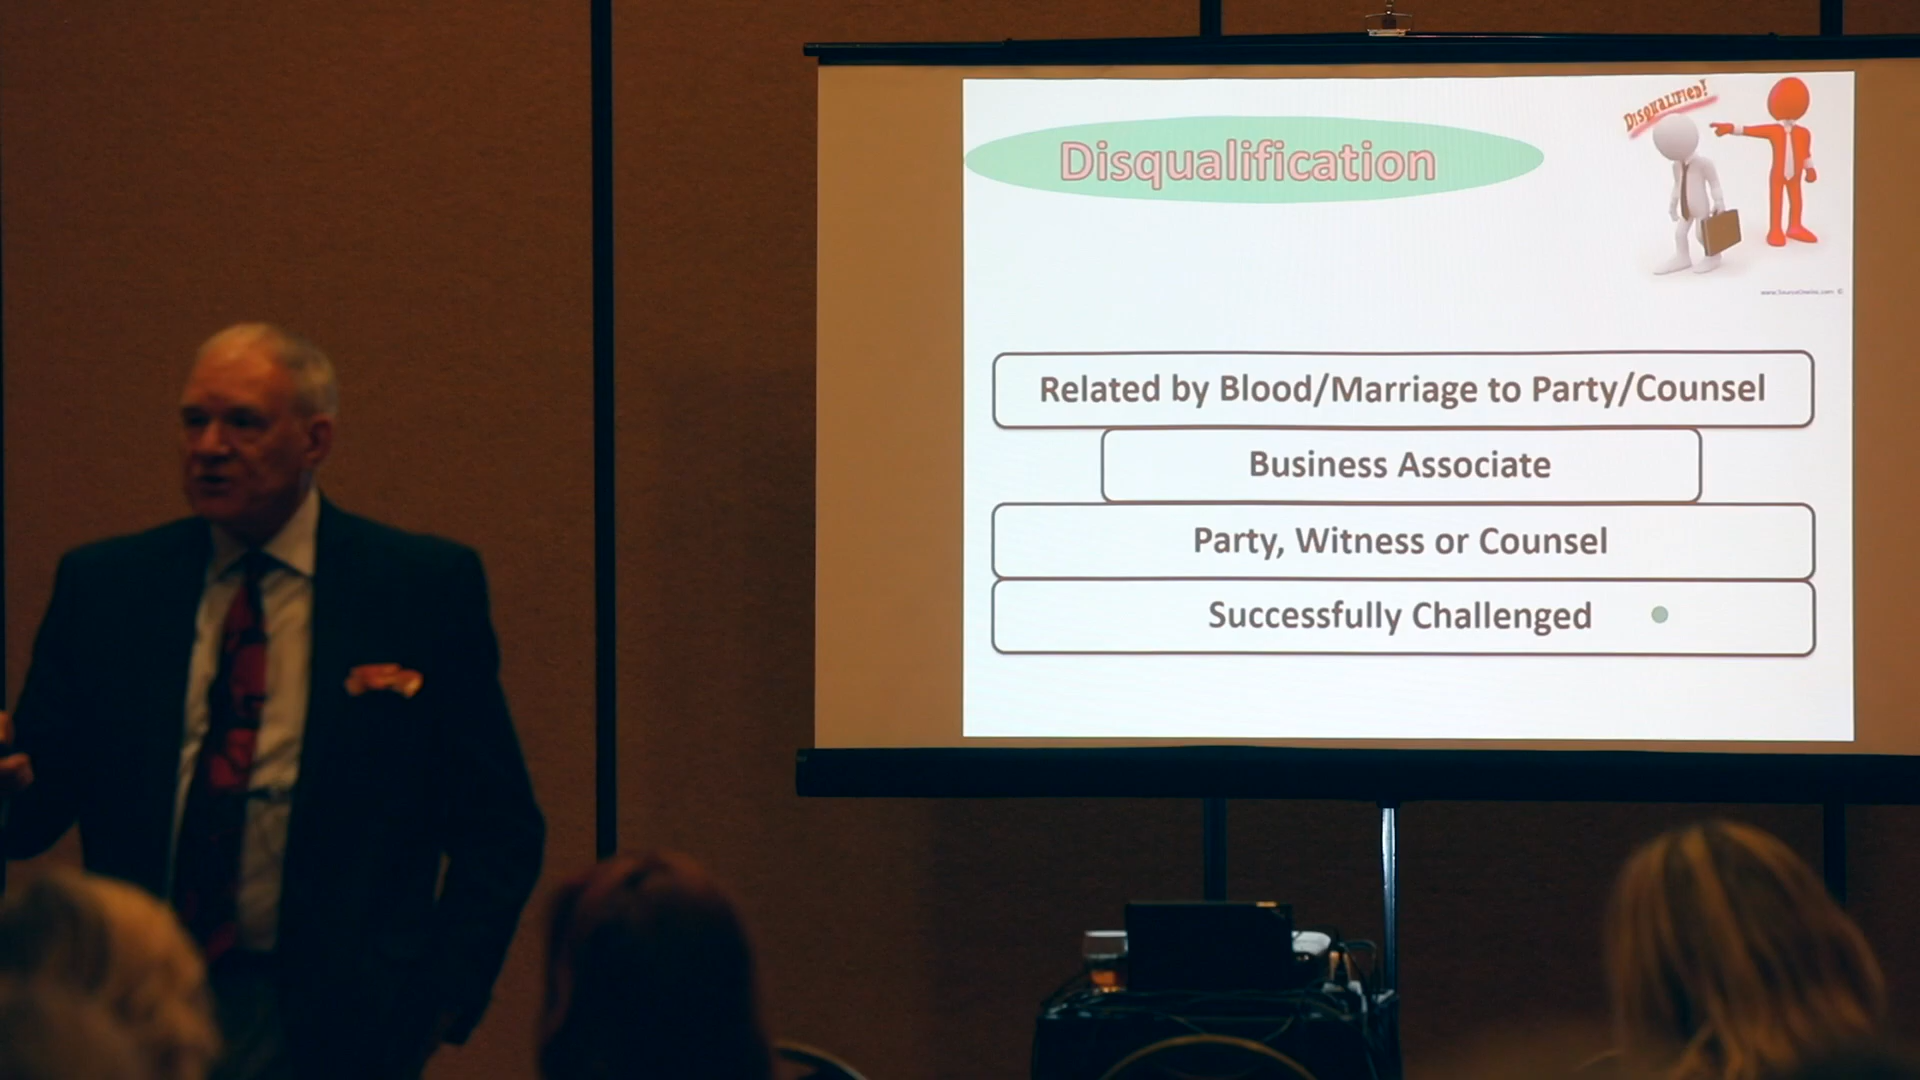 Disqualified!
Disqualification
Related by Blood/Marriage to Party/Counsel
Business Associate
Party, Witness or Counsel
Successfully Challenged